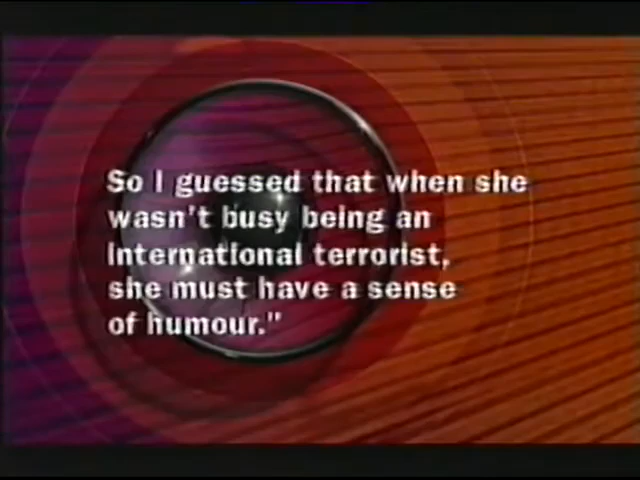 So I guessed that when she
wasn't busy being an
international terrorist,
she must have a sense
of humour."